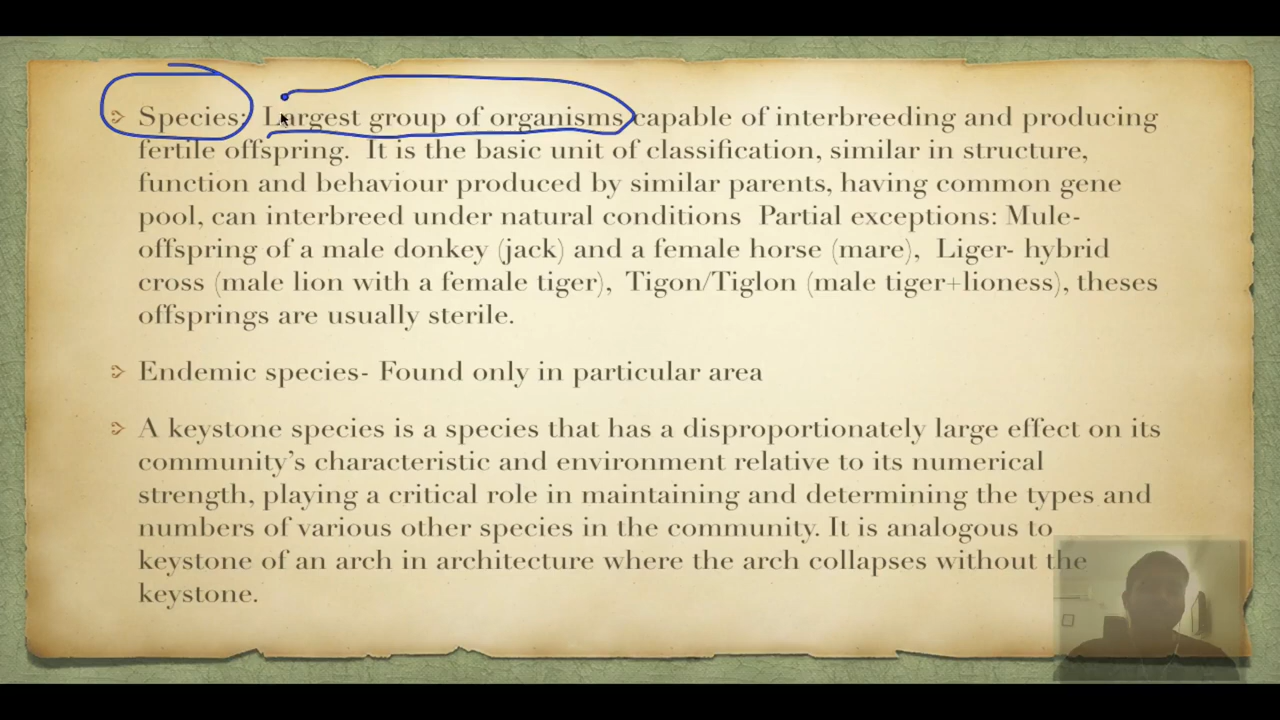 Species: Largest group of organisms capable of interbreeding and producing
fertile offspring. It is the basic unit of classification, similar in structure,
function and behaviour produced by similar parents, having common gene
pool, can interbreed under natural conditions Partial exceptions: Mule-
offspring of a male donkey (jack) and a female horse (mare), Liger- hybrid
cross (male lion with a female tiger), Tigon/Tiglon (male tiger+lioness), theses
offsprings are usually sterile.
Endemic species- Found only in particular area
A keystone species is a species that has a disproportionately large effect on its
community's characteristic and environment relative to its numerical
strength, playing a critical role in maintaining and determining the types and
numbers of various other species in the community. It is analogous to
keystone of an arch in architecture where the arch collapses without the
keystone.